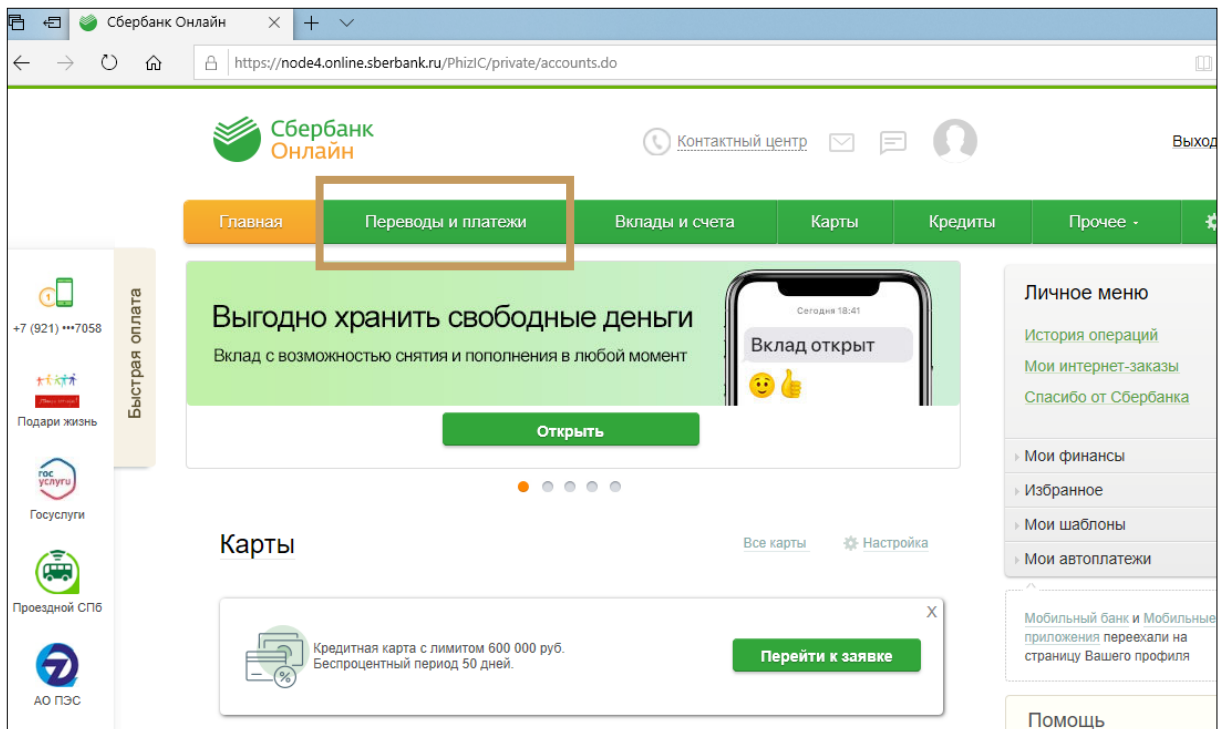 Сбербанк Онлайн
https://node4.online.sberbank.ru/PhizIC/private/accounts.do
Сбербанк
Онлайн
Контактный центр
Выход
Главная
Переводы и платежи
Вклады и счета
Карты
Кредиты
Прочее
+7 (921) •••7058
Подари жизнь
гос
услуги
Госуслуги
Проездной СПб
АО ПЭС
Быстрая оплата
Выгодно хранить свободные деньги
Вклад с возможностью снятия и пополнения в любой момент
Сегодня 18:41
Вклад открыт
Открыть
Карты
Все карты
Настройка
X
Кредитная карта с лимитом 600 000 руб.
Беспроцентный период 50 дней.
Перейти к заявке
Личное меню
История операций
Мои интернет-заказы
Спасибо от Сбербанка
Мои финансы
Избранное
Мои шаблоны
Мои автоплатежи
Мобильный банк и Мобильные
приложения переехали на
страницу Вашего профиля
Помощь